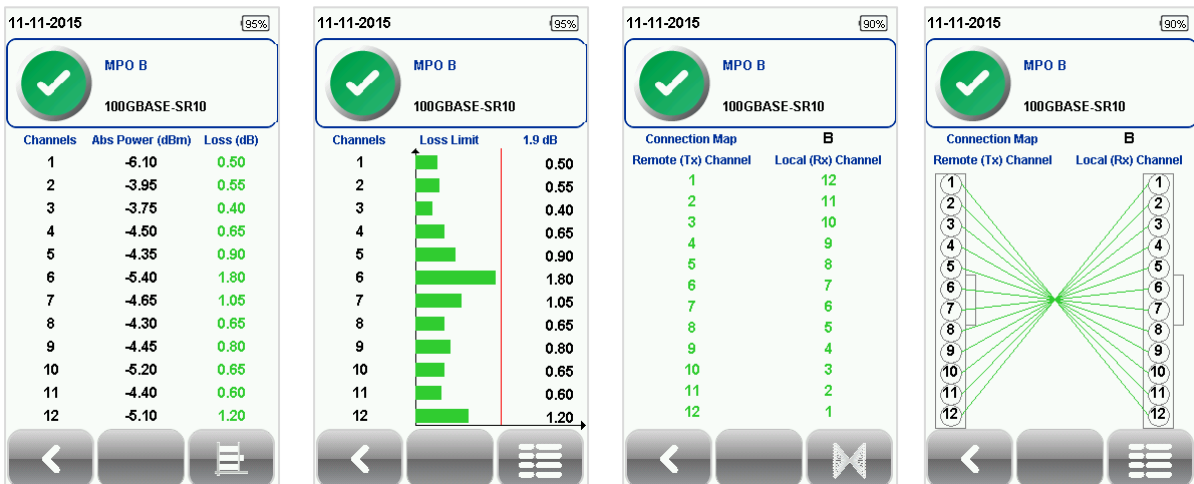 11-11-2015 95%
MPO B
100GBASE-SR10
Channels Abs Power (dBm) Loss (dB)
1 -6.10 0.50
2 -3.95 0.55
3 -3.75 0.40
4 -4.50 0.65
5 -4.35 0.90
6 -5.40 1.80
7 -4.65 1.05
8 -4.30 0.65
9 -4.45 0.80
10 -5.20 0.65
11 -4.40 0.60
12 -5.10 1.20
11-11-2015 95%
MPO B
100GBASE-SR10
Channels Loss Limit 1.9 dB
1 0.50
2 0.55
3 0.40
4 0.65
5 0.90
6 1.80
7 1.05
8 0.65
9 0.80
10 0.65
11 0.60
12 1.20
11-11-2015 90%
MPO B
100GBASE-SR10
Connection Map B
Remote (Tx) Channel Local (Rx) Channel
1 12
2 11
3 10
4 9
5 8
6 7
7 6
8 5
9 4
10 3
11 2
12 1
11-11-2015 90%
MPO B
100GBASE-SR10
Connection Map B
Remote (Tx) Channel Local (Rx) Channel
1 1
2 2
3 3
4 4
5 5
6 6
7 7
8 8
9 9
10 10
11 11
12 12